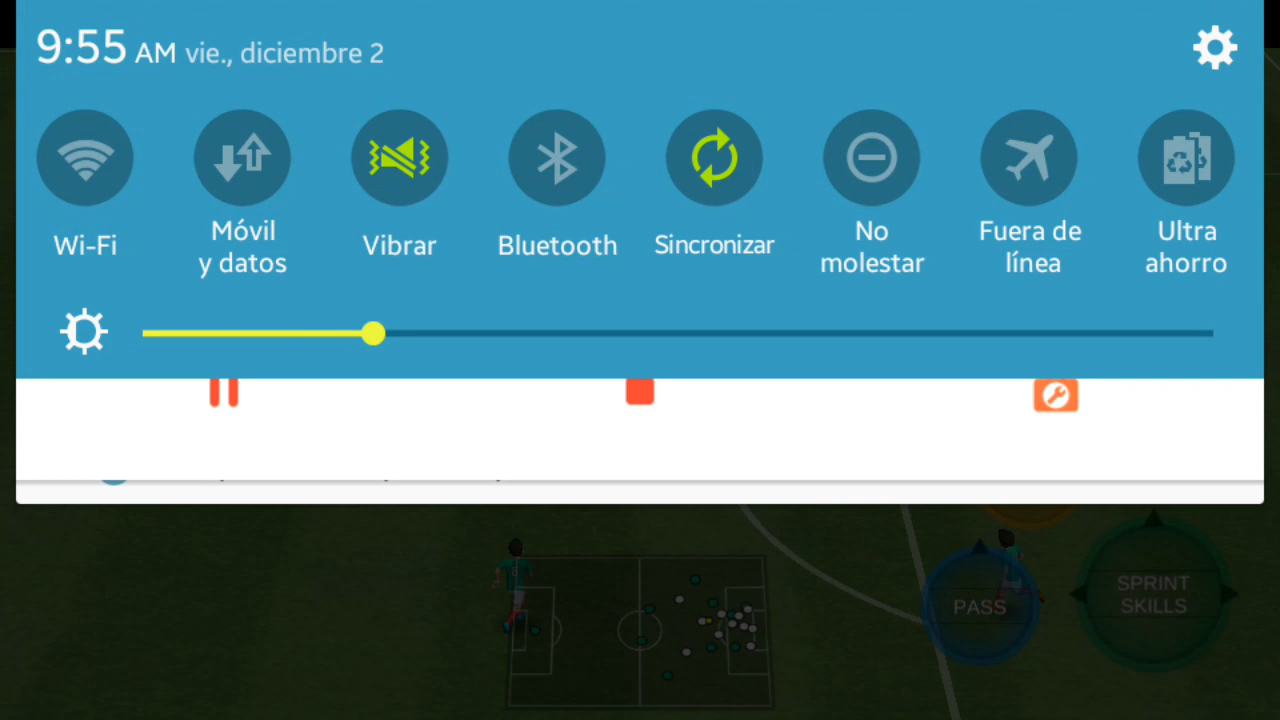 9:55 AM vie., diciembre 2
Wi-Fi
Móvil
y datos
Vibrar
Bluetooth
Sincronizar
No
molestar
Fuera de
línea
Ultra
ahorro
PASS
SPRINT
SKILLS